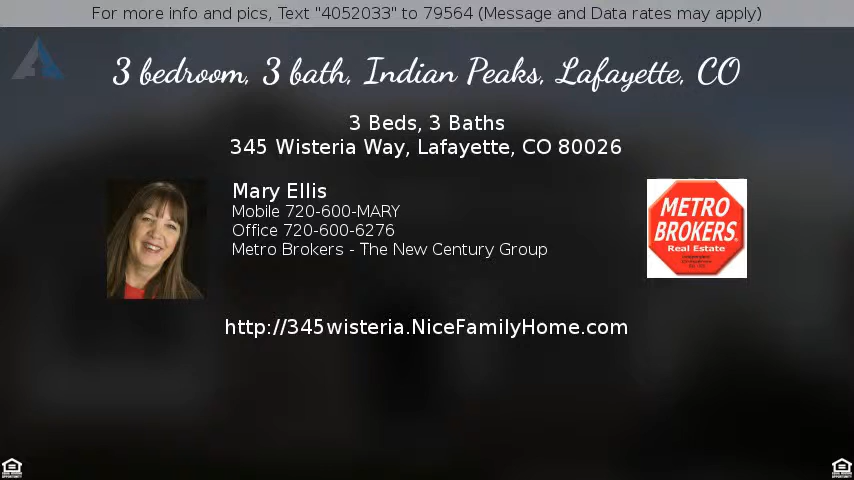 For more info and pics, Text "4052033" to 79564 (Message and Data rates may apply)
3 bedroom, 3 bath, Indian Peaks, Lafayette, CO
3 Beds, 3 Baths
345 Wisteria Way, Lafayette, CO 80026
Mary Ellis
Mobile 720-600-MARY
Office 720-600-6276
Metro Brokers - The New Century Group
METRO
BROKERS
Real Estate
http://345wisteria.NiceFamilyHome.com